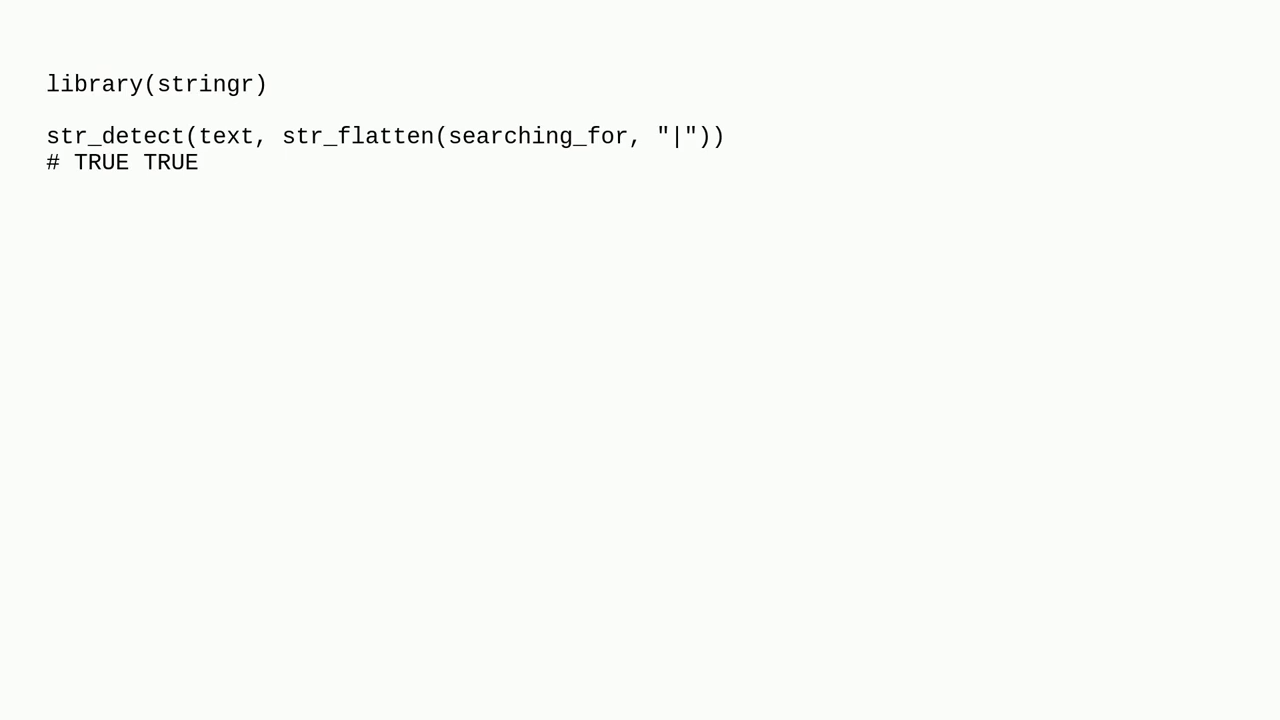 library(stringr)
str_detect(text, str_flatten(searching_for, "|"))
# TRUE TRUE